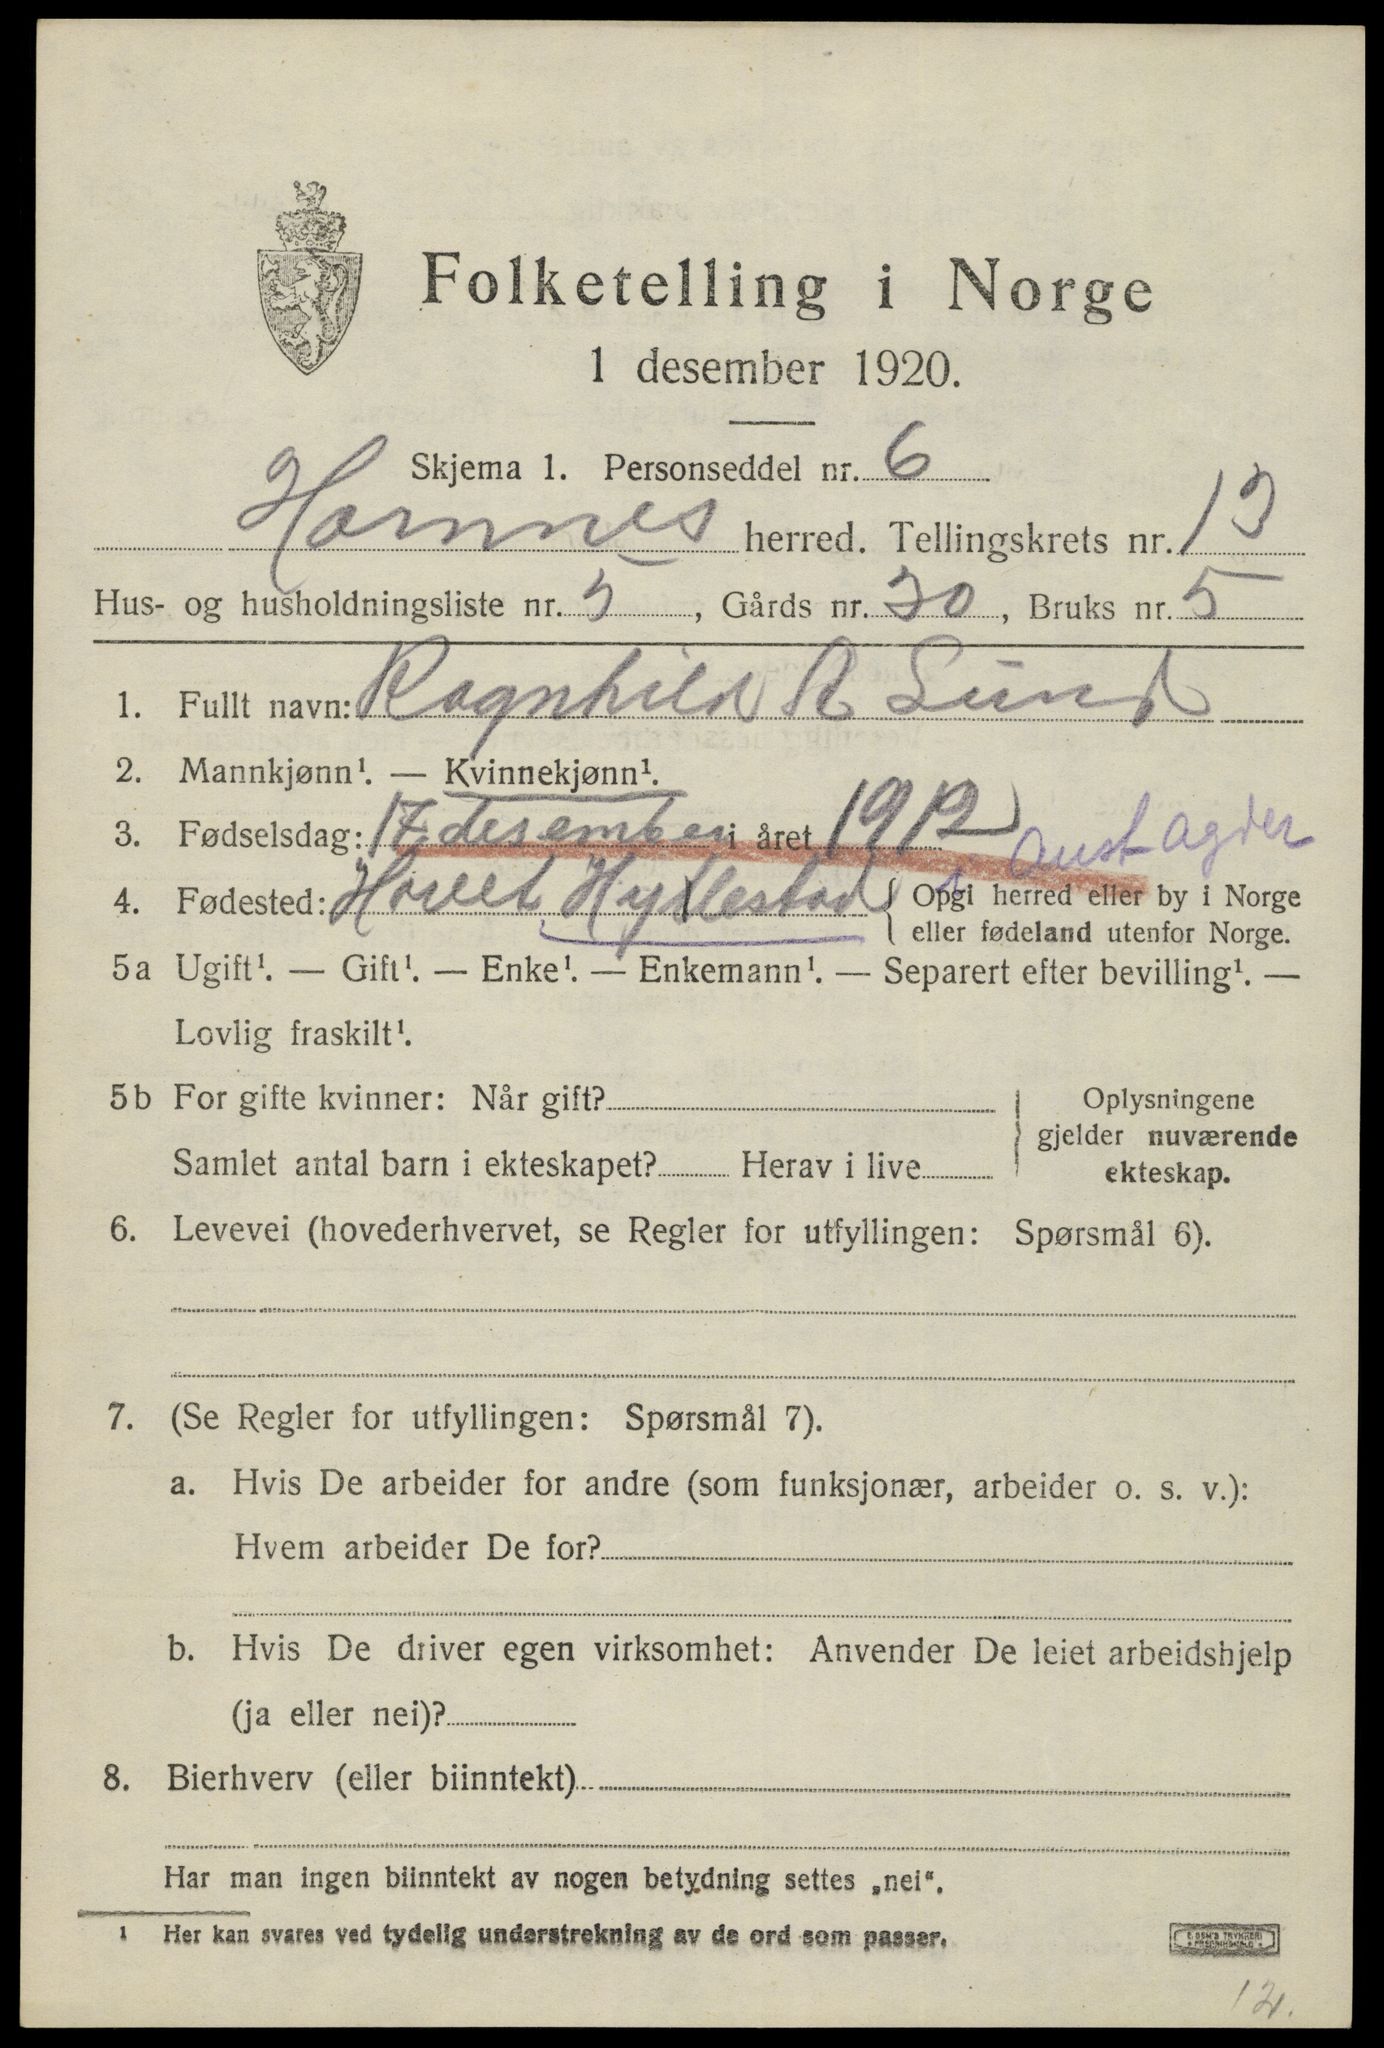 Folketelling i Norge
1 desember 1920.
Skjema 1. Personseddel nr. 6
Hornnes herred. Tellingskrets nr. 13
Hus- og husholdningsliste nr. 5, Gårds nr. 30, Bruks nr. 5
1. Fullt navn: Ragnhild A Lund
2. Mannkjønn¹. — Kvinnekjønn¹.
3. Fødselsdag: 17 desember i året 1912
i Aust Agder
4. Fødested: Hovet Hyllestad { Opgi herred eller by i Norge
eller fødeland utenfor Norge.
5a Ugift¹. — Gift¹. — Enke¹. — Enkemann¹. — Separert efter bevilling¹. —
Lovlig fraskilt¹.
5b For gifte kvinner: Når gift?
Samlet antal barn i ekteskapet? Herav i live
} Oplysningene
gjelder nuværende
ekteskap.
6. Levevei (hovederhvervet, se Regler for utfyllingen: Spørsmål 6).
7. (Se Regler for utfyllingen: Spørsmål 7).
a. Hvis De arbeider for andre (som funksjonær, arbeider o. s. v.):
Hvem arbeider De for?
b. Hvis De driver egen virksomhet: Anvender De leiet arbeidshjelp
(ja eller nei)?
8. Bierhverv (eller biinntekt)
Har man ingen biinntekt av nogen betydning settes „nei“.
¹ Her kan svares ved tydelig understrekning av de ord som passer.
12.